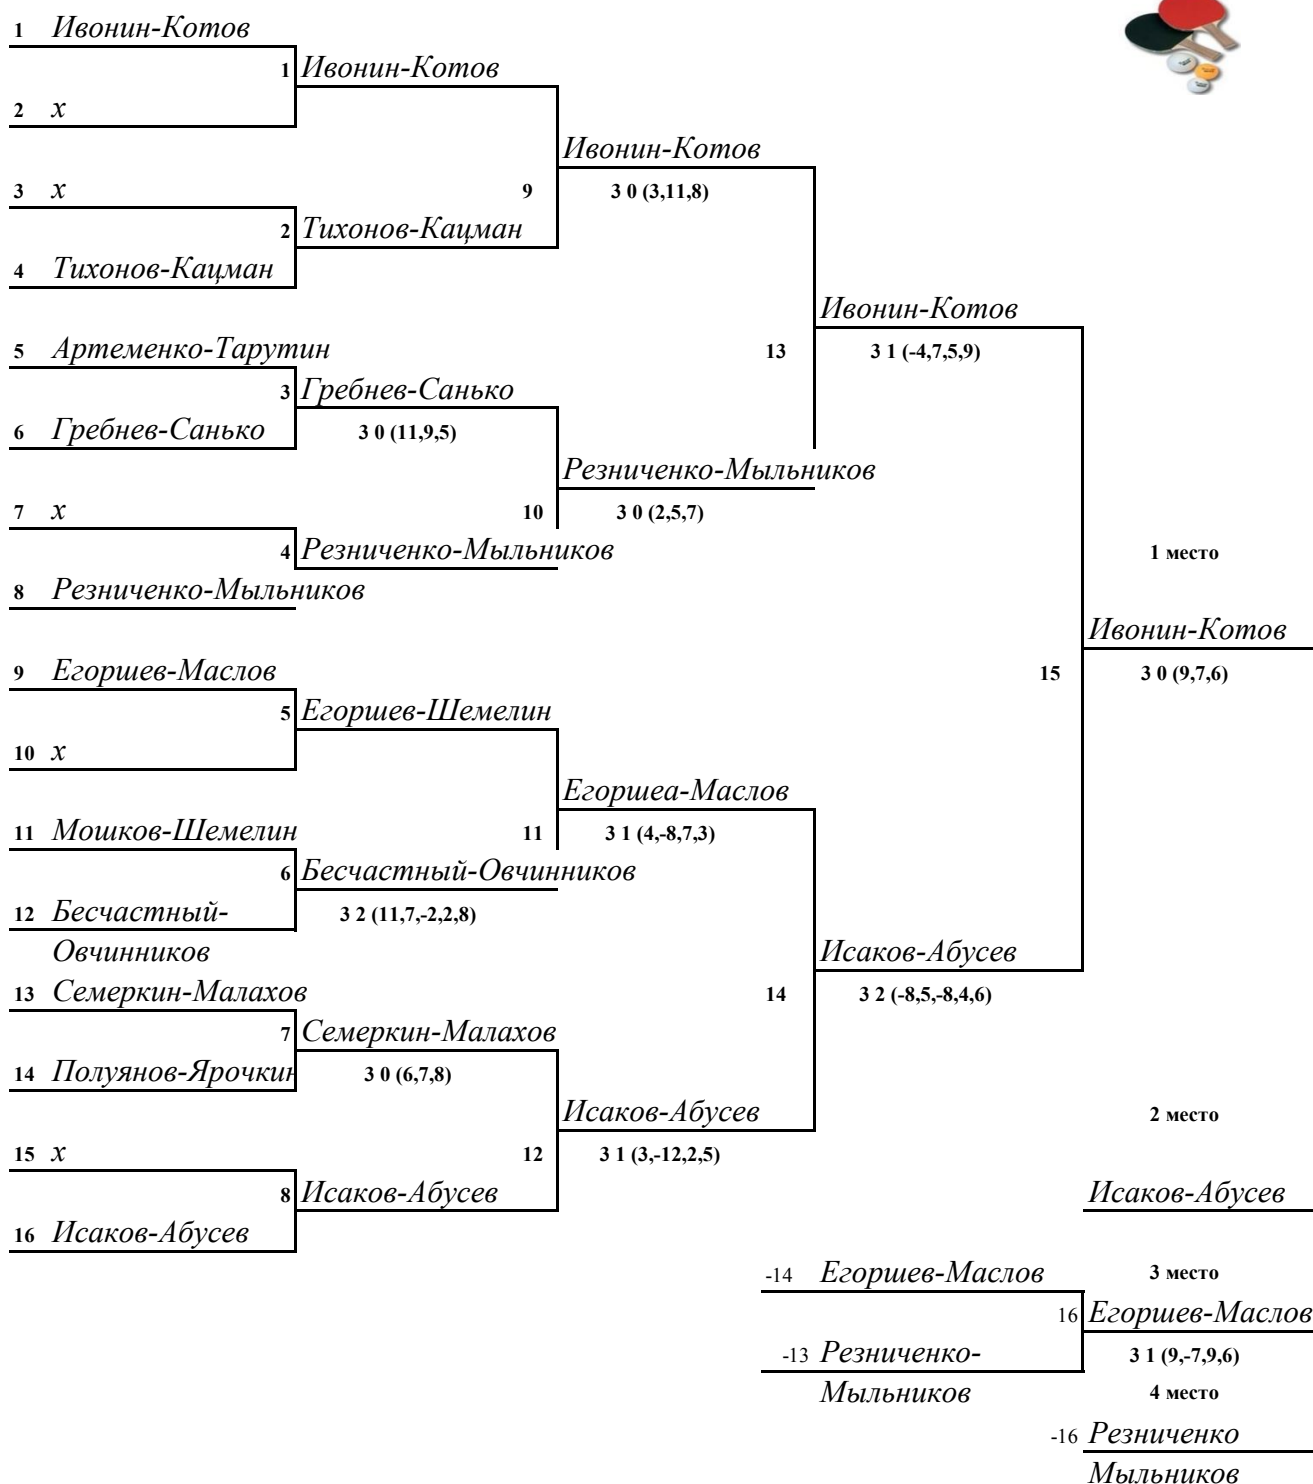 1 Ивонин-Котов
1 Ивонин-Котов
2 х
Ивонин-Котов
3 х 9 3 0 (3,11,8)
2 Тихонов-Кацман
4 Тихонов-Кацман
Ивонин-Котов
5 Артеменко-Тарутин 13 3 1 (-4,7,5,9)
3 Гребнев-Санько
6 Гребнев-Санько 3 0 (11,9,5)
Резниченко-Мыльников
7 х 10 3 0 (2,5,7)
4 Резниченко-Мыльников 1 место
8 Резниченко-Мыльников
Ивонин-Котов
9 Егоршев-Маслов 15 3 0 (9,7,6)
5 Егоршев-Шемелин
10 х
Егоршеа-Маслов
11 Мошков-Шемелин 11 3 1 (4,-8,7,3)
6 Бесчастный-Овчинников
12 Бесчастный- 3 2 (11,7,-2,2,8)
Овчинников Исаков-Абусев
13 Семеркин-Малахов 14 3 2 (-8,5,-8,4,6)
7 Семеркин-Малахов
14 Полуянов-Ярочкин 3 0 (6,7,8)
Исаков-Абусев 2 место
15 х 12 3 1 (3,-12,2,5)
8 Исаков-Абусев Исаков-Абусев
16 Исаков-Абусев
-14 Егоршев-Маслов 3 место
16 Егоршев-Маслов
-13 Резниченко- 3 1 (9,-7,9,6)
Мыльников 4 место
-16 Резниченко
Мыльников